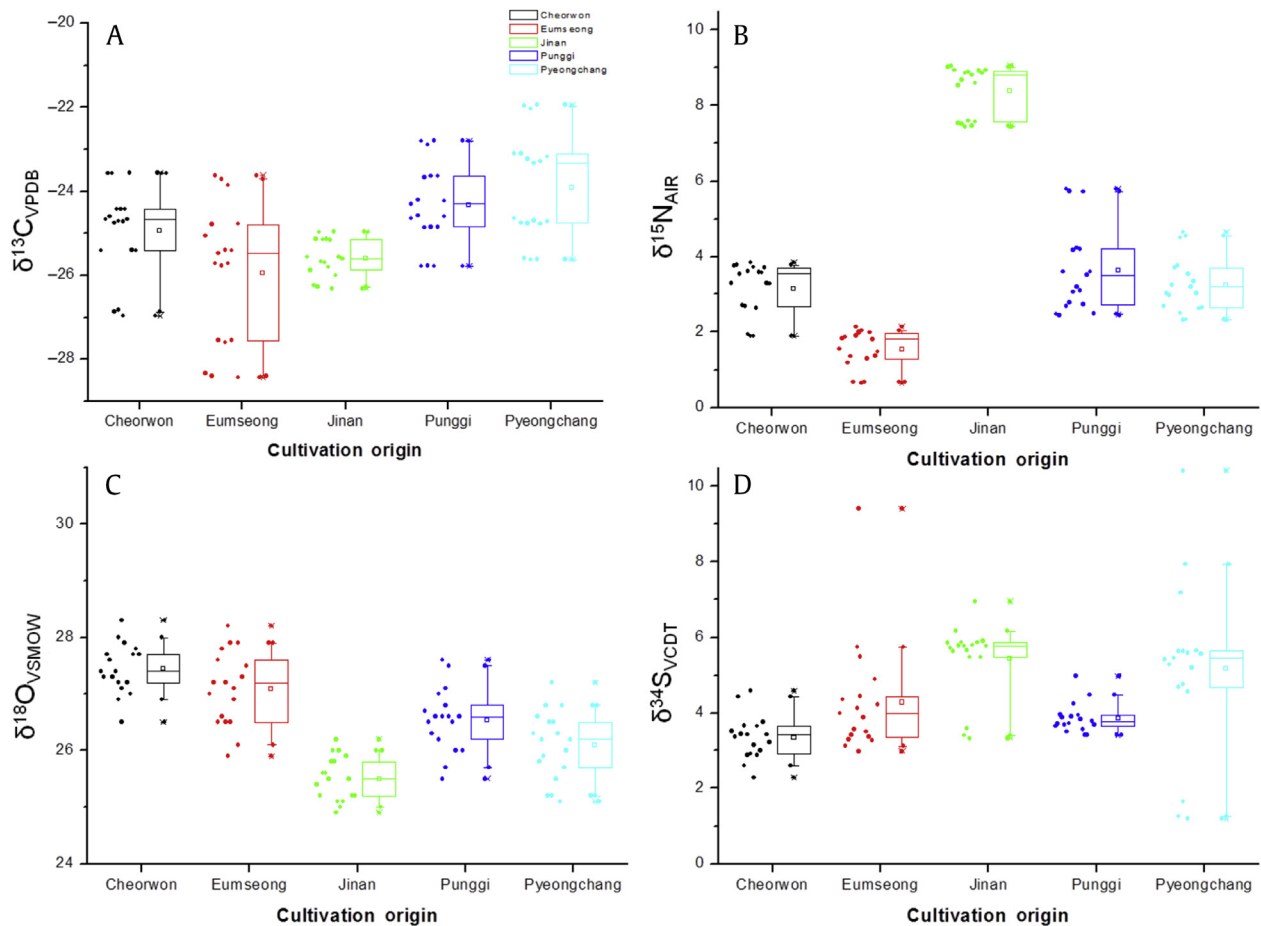 A
–20
–22
–24
–26
–28
δ13CVPDB
Cheorwon
Eumseong
Jinan
Punggi
Pyeongchang
Cheorwon Eumseong Jinan Punggi Pyeongchang
Cultivation origin
B
10
8
6
4
2
0
δ15NAIR
Cheorwon Eumseong Jinan Punggi Pyeongchang
Cultivation origin
C
30
28
26
24
δ18OVSMOW
Cheorwon Eumseong Jinan Punggi Pyeongchang
Cultivation origin
D
10
8
6
4
2
0
δ34SVCDT
Cheorwon Eumseong Jinan Punggi Pyeongchang
Cultivation origin